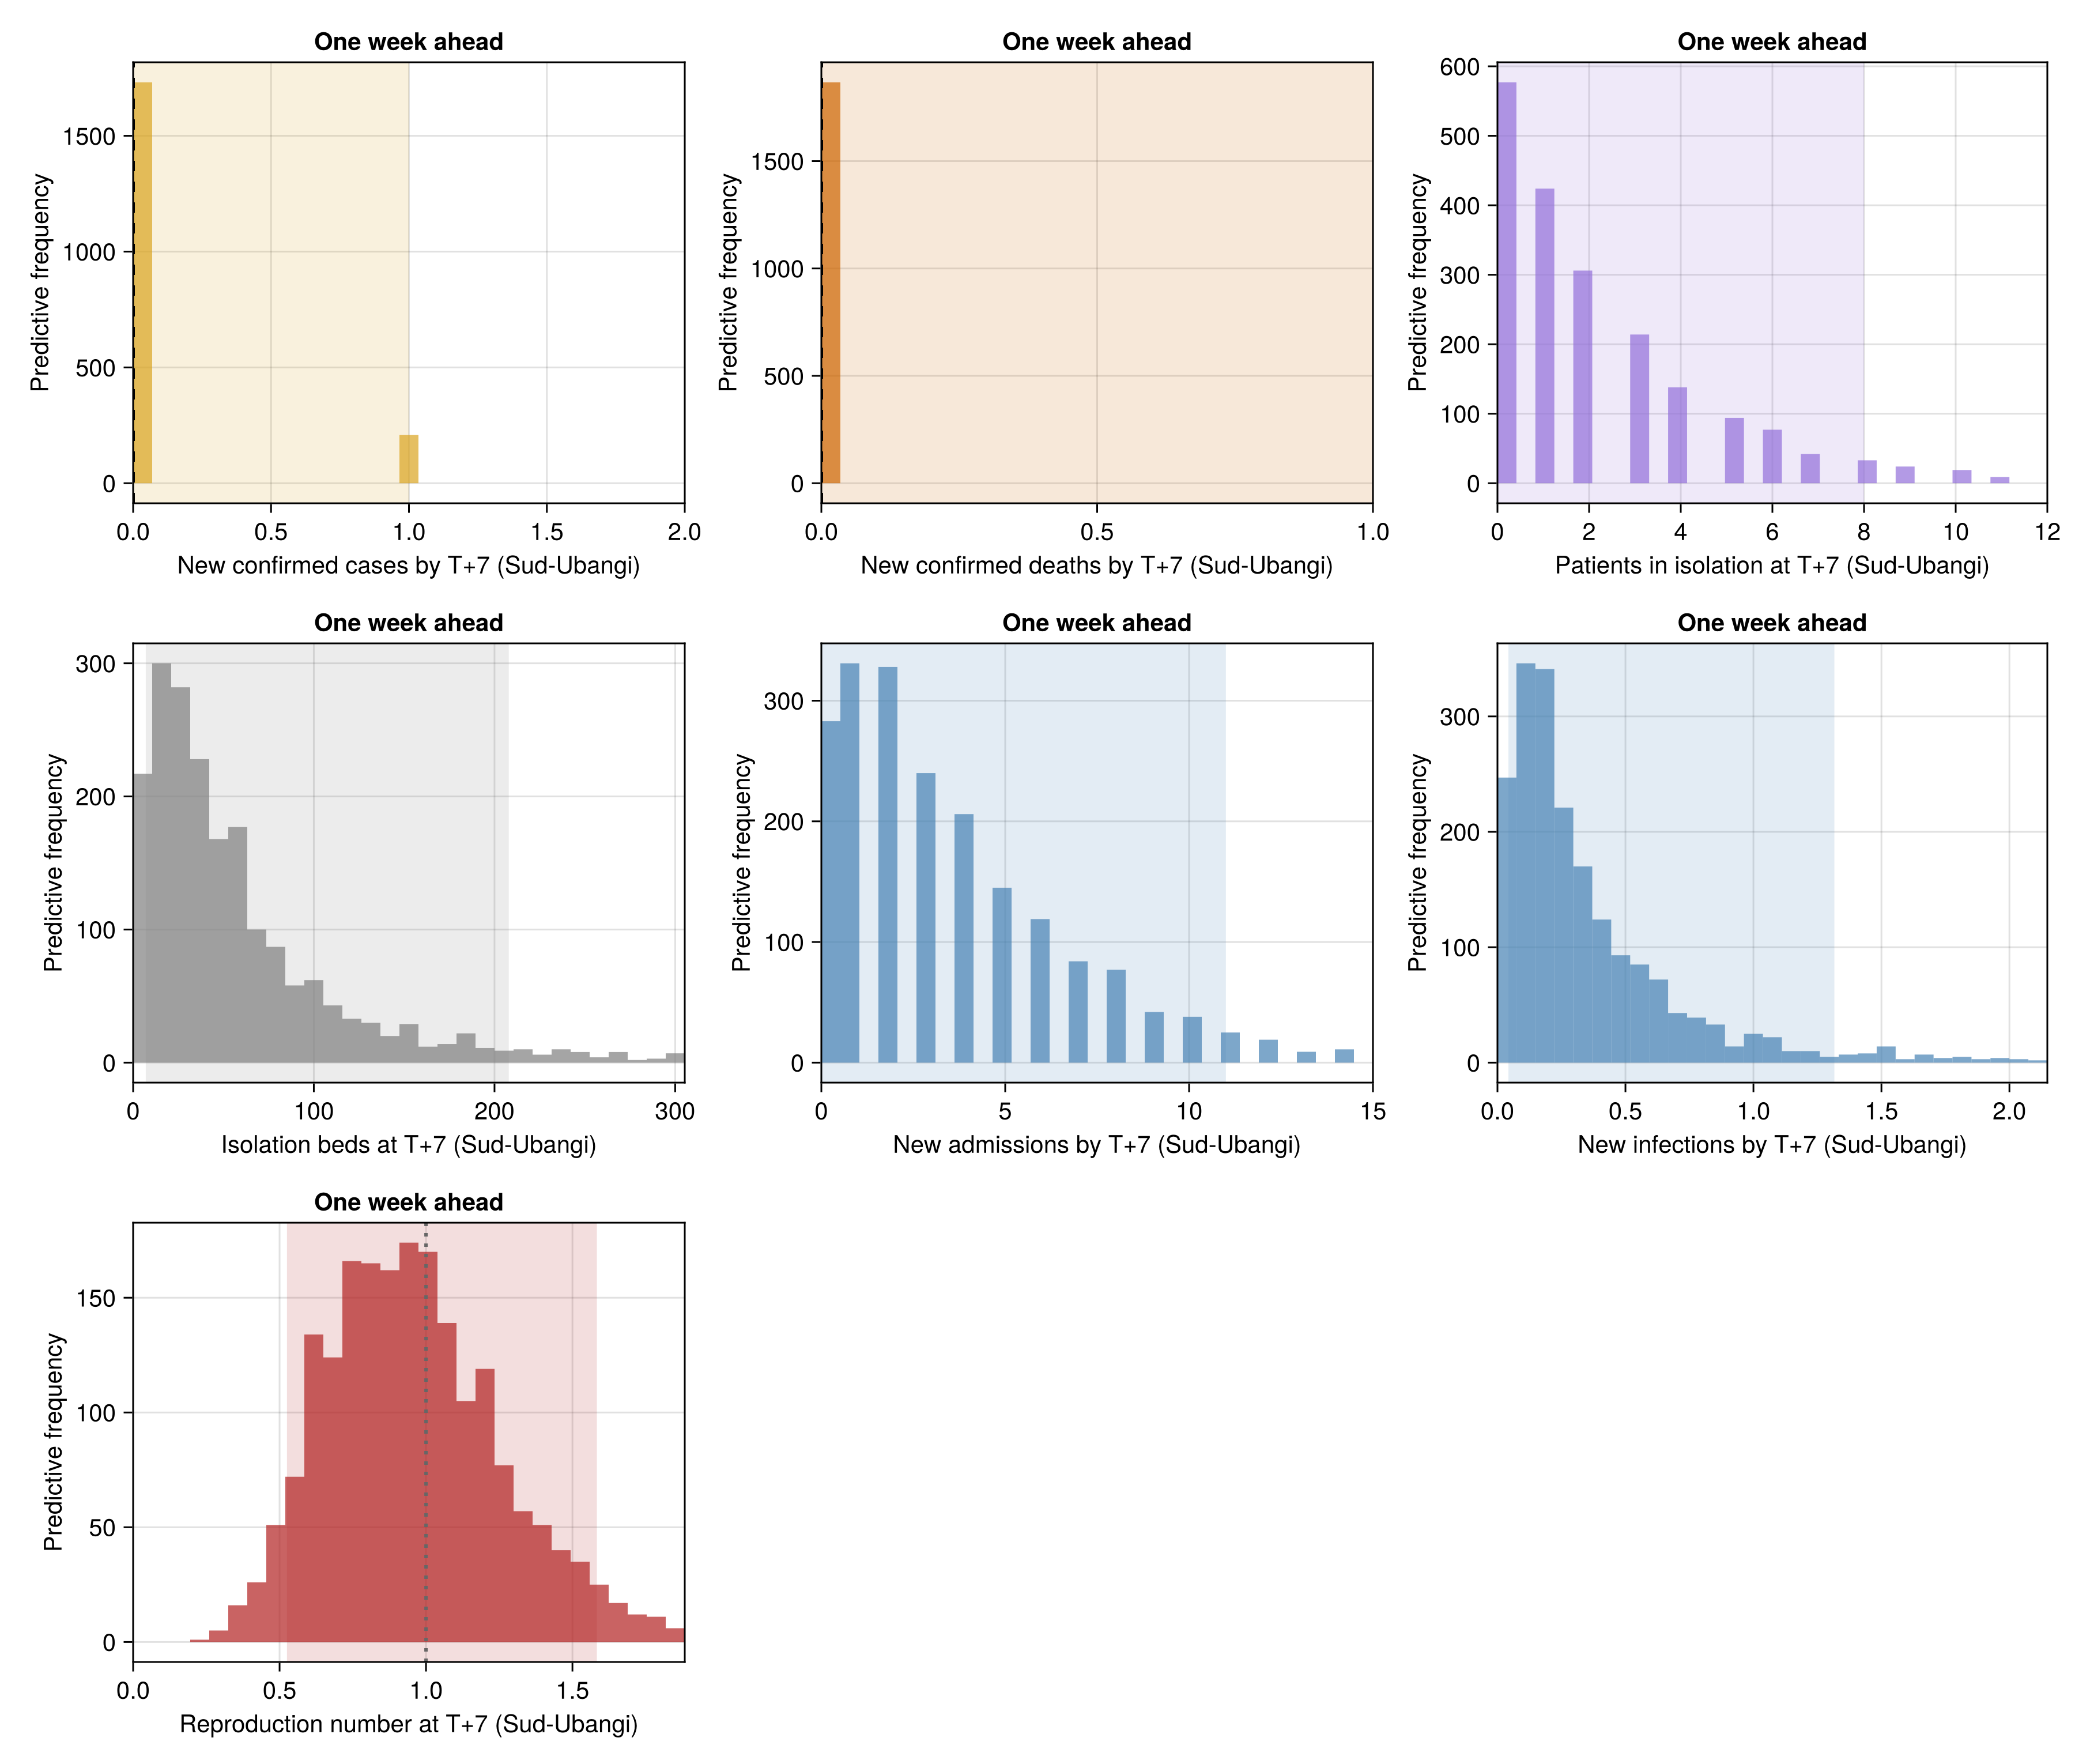 One week ahead
Predictive frequency
1500
1000
500
0
0.0 0.5 1.0 1.5 2.0
New confirmed cases by T+7 (Sud-Ubangi)
One week ahead
Predictive frequency
1500
1000
500
0
0.0 0.5 1.0
New confirmed deaths by T+7 (Sud-Ubangi)
One week ahead
Predictive frequency
600
500
400
300
200
100
0
0 2 4 6 8 10 12
Patients in isolation at T+7 (Sud-Ubangi)
One week ahead
Predictive frequency
300
200
100
0
0 100 200 300
Isolation beds at T+7 (Sud-Ubangi)
One week ahead
Predictive frequency
300
200
100
0
0 5 10 15
New admissions by T+7 (Sud-Ubangi)
One week ahead
Predictive frequency
300
200
100
0
0.0 0.5 1.0 1.5 2.0
New infections by T+7 (Sud-Ubangi)
One week ahead
Predictive frequency
150
100
50
0
0.0 0.5 1.0 1.5
Reproduction number at T+7 (Sud-Ubangi)